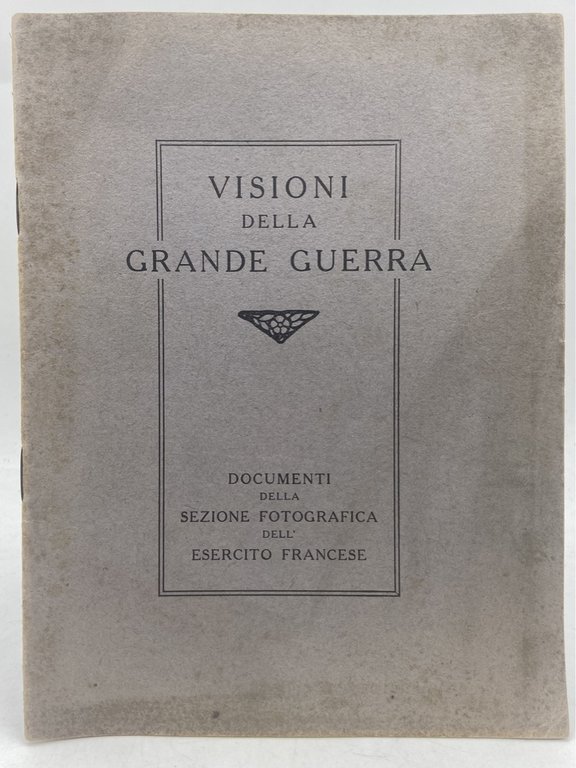 VISIONI
DELLA
GRANDE GUERRA
DOCUMENTI
DELLA
SEZIONE FOTOGRAFICA
DELL'
ESERCITO FRANCESE